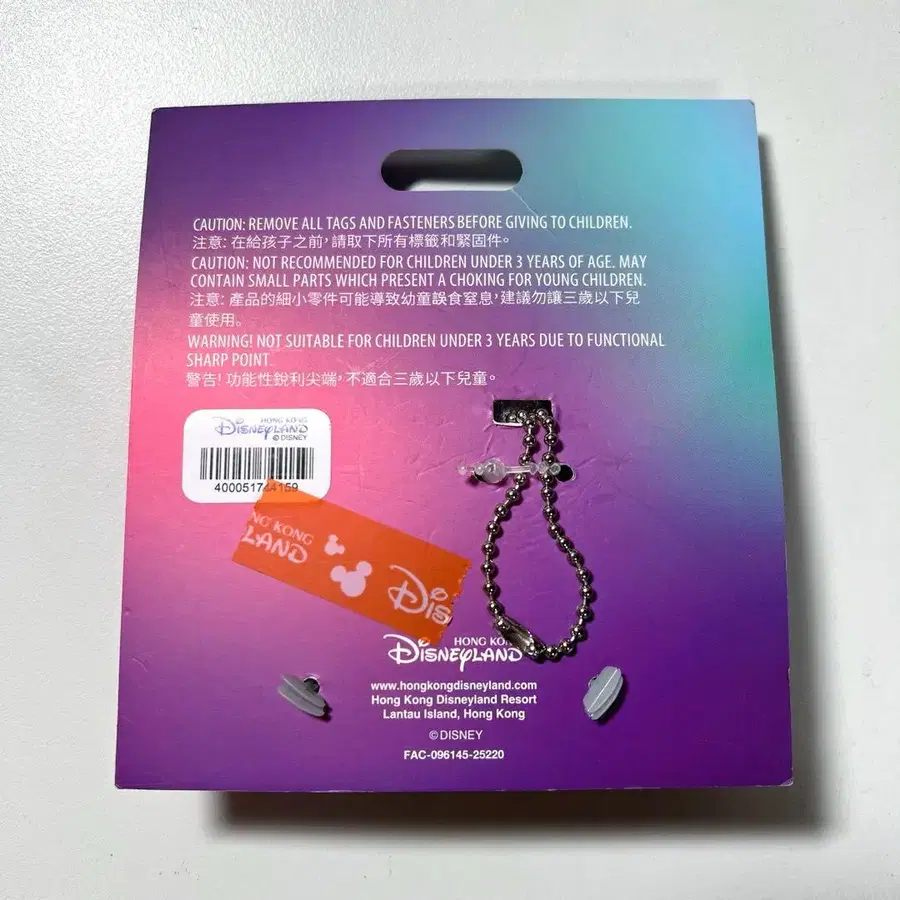 CAUTION: REMOVE ALL TAGS AND FASTENERS BEFORE GIVING TO CHILDREN.
注意: 在給孩子之前, 請取下所有標籤和緊固件。
CAUTION: NOT RECOMMENDED FOR CHILDREN UNDER 3 YEARS OF AGE. MAY
CONTAIN SMALL PARTS WHICH PRESENT A CHOKING FOR YOUNG CHILDREN.
注意: 產品的細小零件可能導致幼童誤食窒息, 建議勿讓三歲以下兒
童使用。
WARNING! NOT SUITABLE FOR CHILDREN UNDER 3 YEARS DUE TO FUNCTIONAL
SHARP POINT.
警告! 功能性銳利尖端, 不適合三歲以下兒童。
HONG KONG
DISNEYLAND
© DISNEY
NG KONG
LAND
DIS
HONG KON
DISNEYLAND
www.hongkongdisneyland.com
Hong Kong Disneyland Resort
Lantau Island, Hong Kong
© DISNEY
FAC-096145-25220